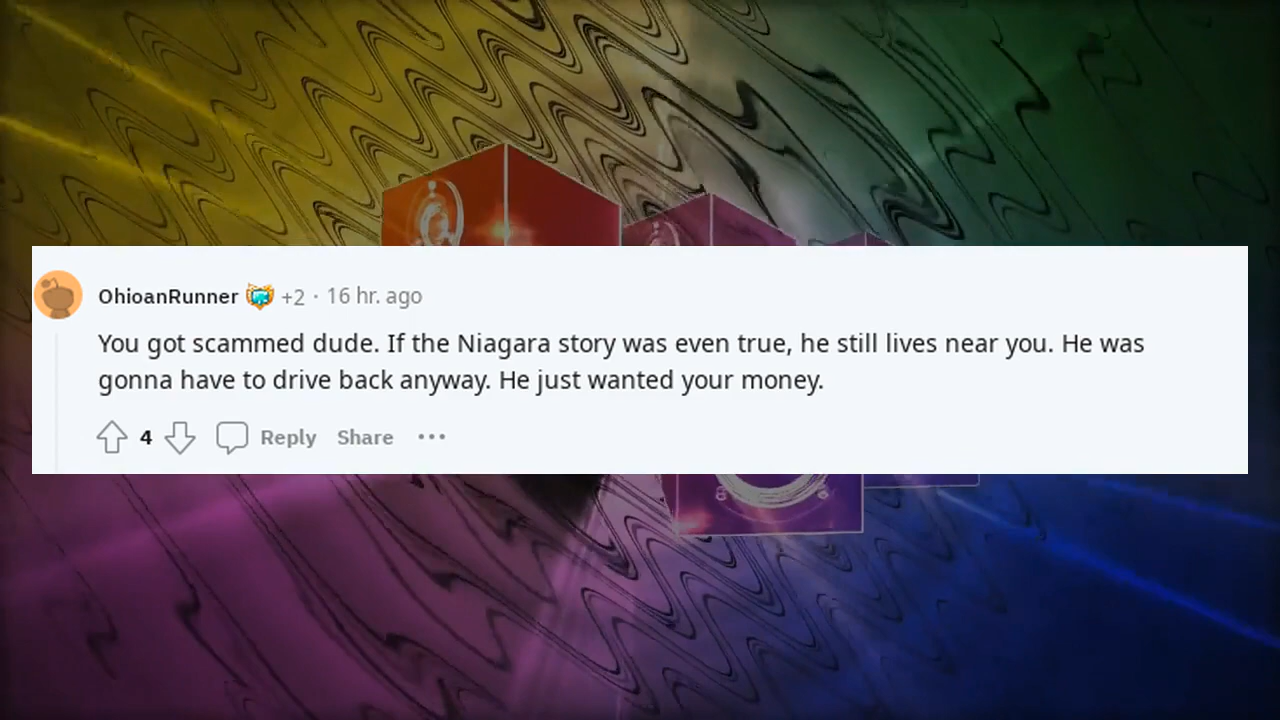 OhioanRunner +2 · 16 hr. ago
You got scammed dude. If the Niagara story was even true, he still lives near you. He was
gonna have to drive back anyway. He just wanted your money.
4 Reply Share ···